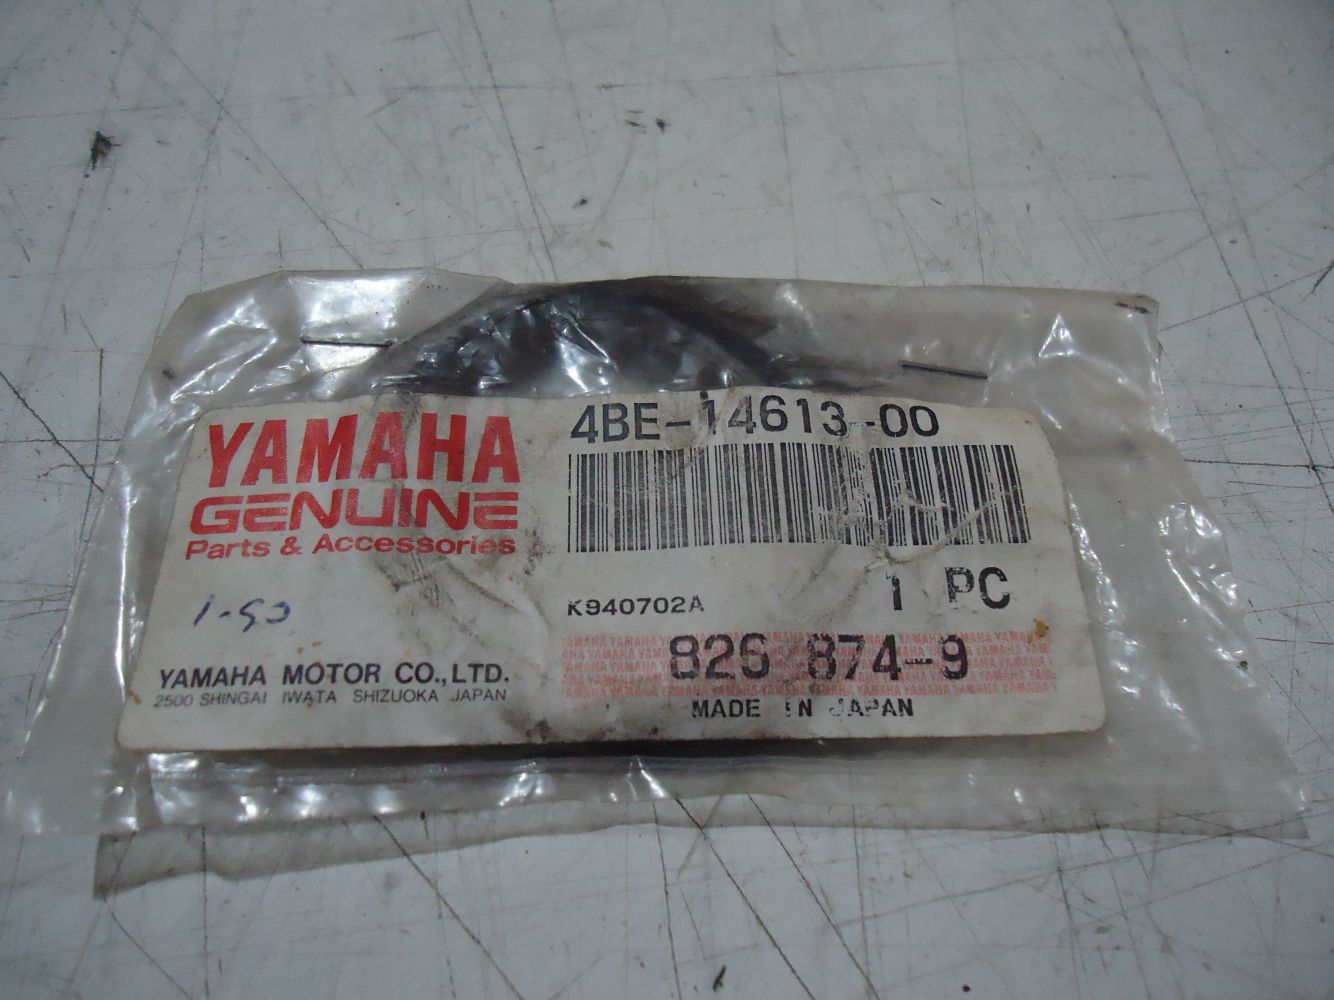 YAMAHA
GENUINE
Parts & Accessories
1-90
YAMAHA MOTOR CO.,LTD.
2500 SHINGAI IWATA SHIZUOKA JAPAN
4BE-14613-00
K940702A
1 PC
826 874-9
MADE IN JAPAN